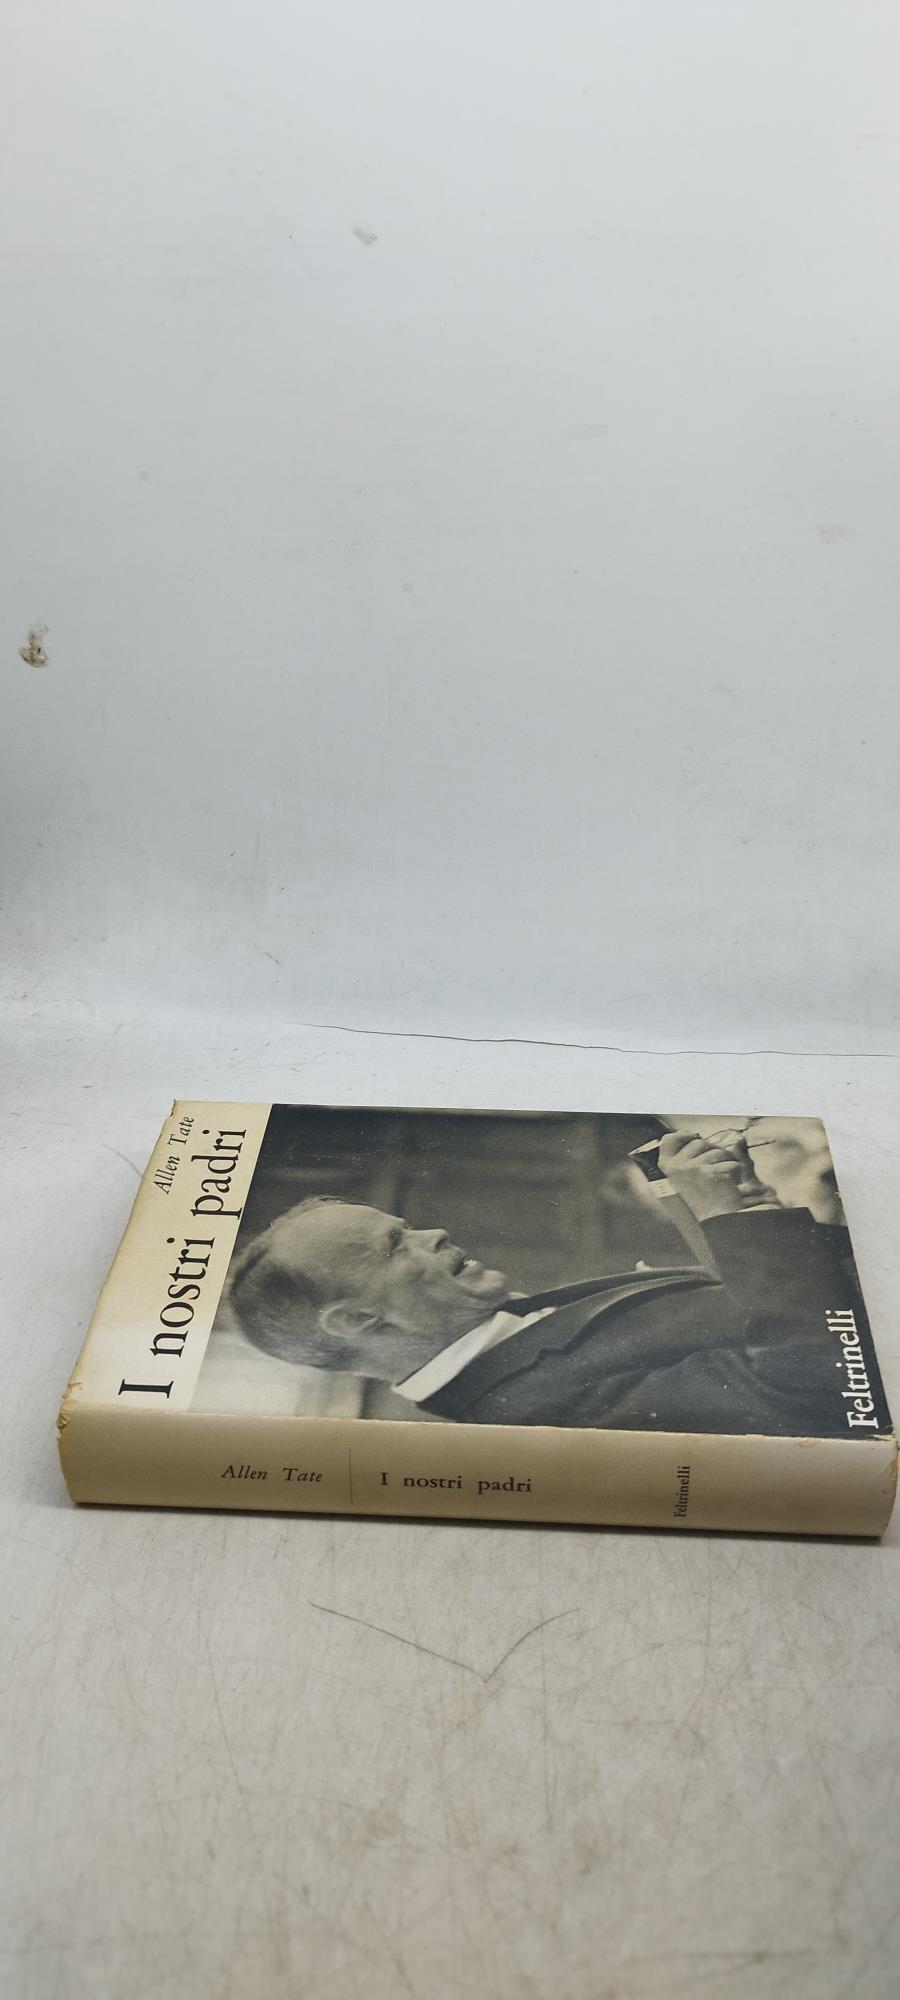 Allen Tate
I nostri padri
Feltrinelli
Allen Tate
I nostri padri
Feltrinelli